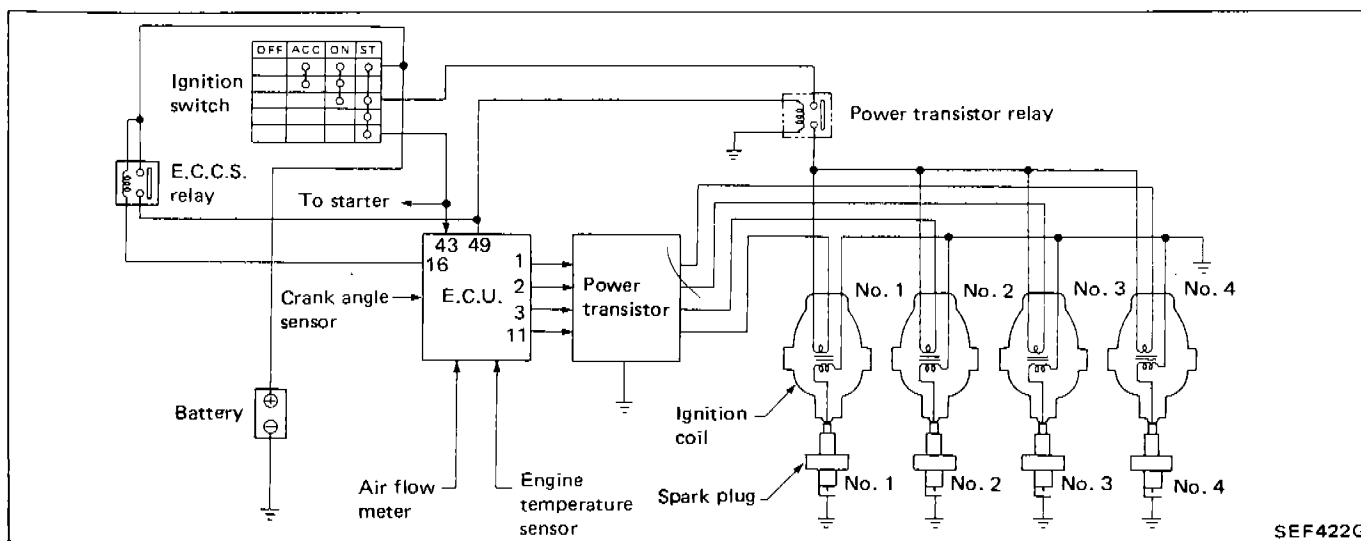 OFF ACC ON ST
Ignition
switch
Power transistor relay
E.C.C.S.
relay
To starter
43 49
16
1
2
3
11
E.C.U.
Power
transistor
Crank angle
sensor
No. 1
No. 2
No. 3
No. 4
Battery
Ignition
coil
Air flow
meter
Engine
temperature
sensor
Spark plug
No. 1
No. 2
No. 3
No. 4
SEF422G